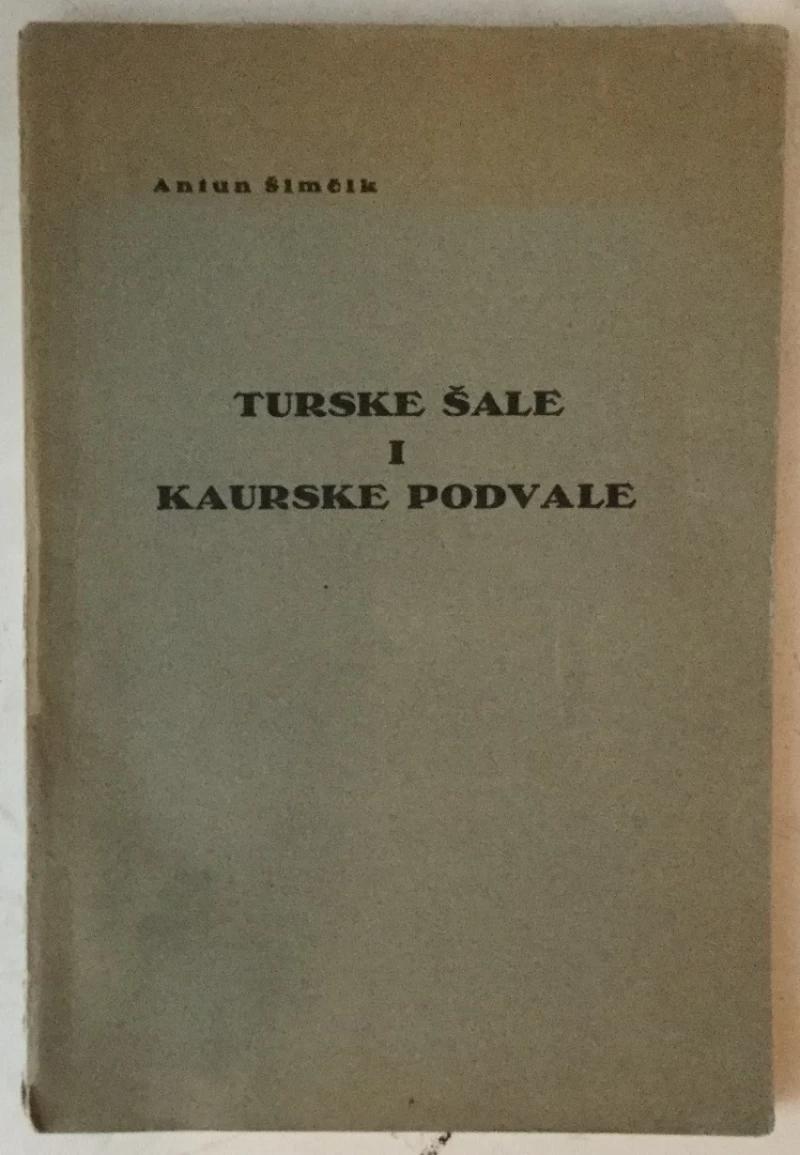 Antun Šimčik
TURSKE ŠALE
I
KAURSKE PODVALE